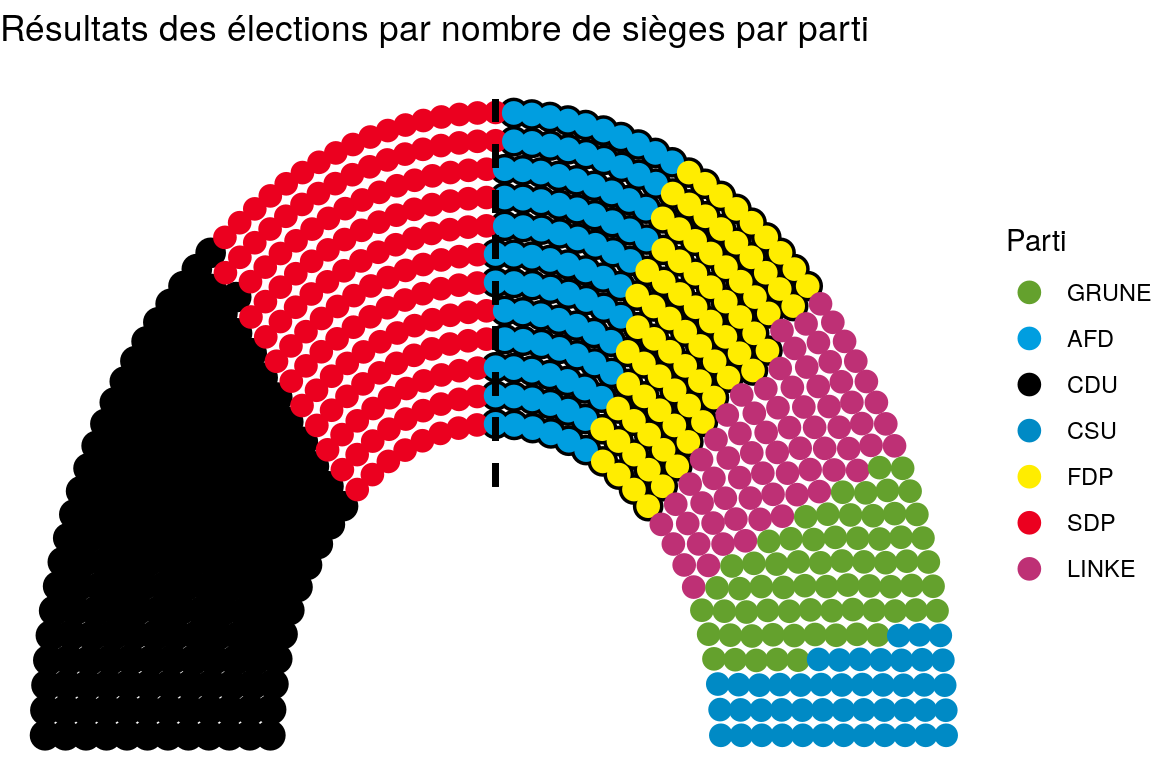 Résultats des élections par nombre de sièges par parti
Parti
GRUNE
AFD
CDU
CSU
FDP
SDP
LINKE